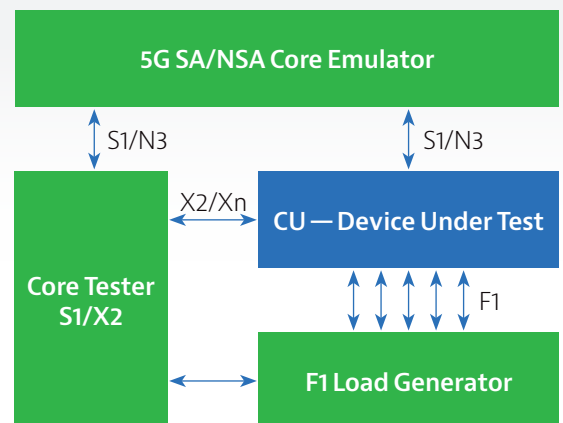 5G SA/NSA Core Emulator
S1/N3
S1/N3
X2/Xn
CU — Device Under Test
Core Tester
S1/X2
F1
F1 Load Generator